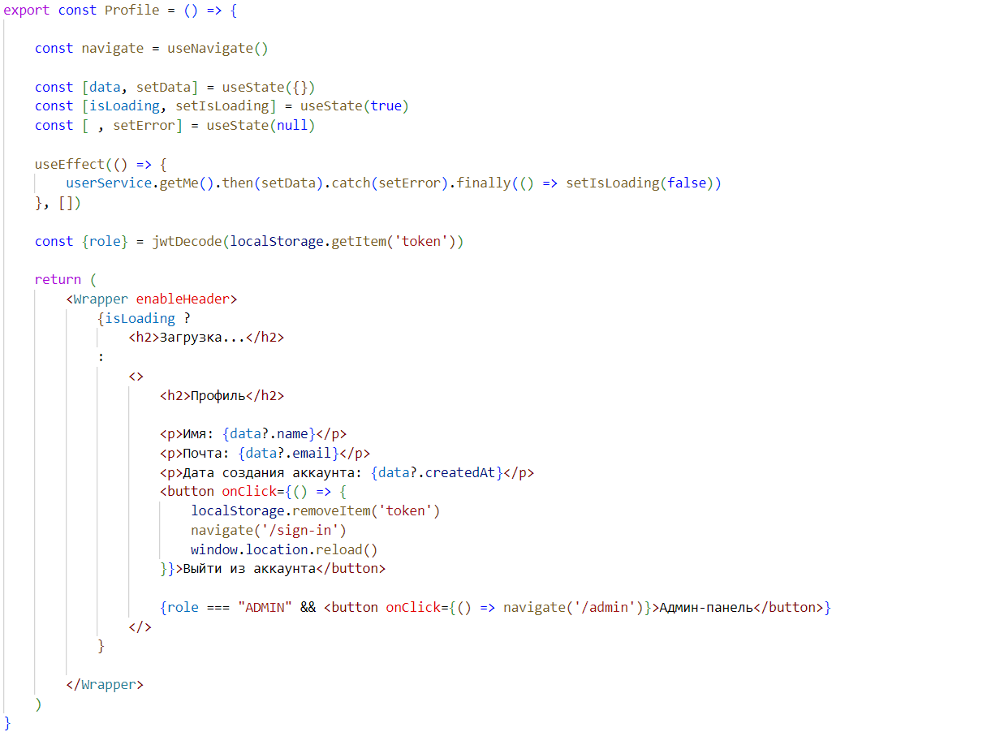 export const Profile = () => {
const navigate = useNavigate()
const [data, setData] = useState({})
const [isLoading, setIsLoading] = useState(true)
const [ , setError] = useState(null)
useEffect(() => {
userService.getMe().then(setData).catch(setError).finally(() => setIsLoading(false))
}, [])
const {role} = jwtDecode(localStorage.getItem('token'))
return (
<Wrapper enableHeader>
{isLoading ?
<h2>Загрузка...</h2>
:
<>
<h2>Профиль</h2>
<p>Имя: {data?.name}</p>
<p>Почта: {data?.email}</p>
<p>Дата создания аккаунта: {data?.createdAt}</p>
<button onClick={() => {
localStorage.removeItem('token')
navigate('/sign-in')
window.location.reload()
}}>Выйти из аккаунта</button>
{role === "ADMIN" && <button onClick={() => navigate('/admin')}>Админ-панель</button>}
</>
}
</Wrapper>
)
}